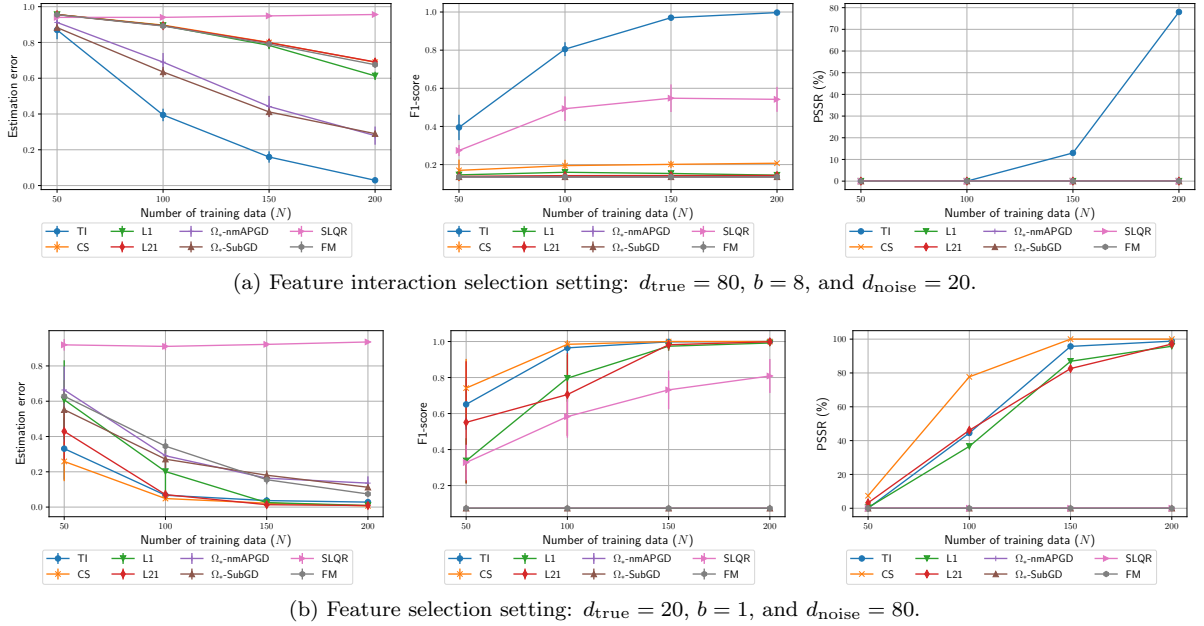 1.0
0.8
0.6
0.4
0.2
0.0
Estimation error
50 100 150 200
Number of training data (N)
TI L1 Ω∗-nmAPGD SLQR
CS L21 Ω∗-SubGD FM
1.0
0.8
0.6
0.4
0.2
F1-score
50 100 150 200
Number of training data (N)
TI L1 Ω∗-nmAPGD SLQR
CS L21 Ω∗-SubGD FM
80
70
60
50
40
30
20
10
0
PSSR (%)
50 100 150 200
Number of training data (N)
TI L1 Ω∗-nmAPGD SLQR
CS L21 Ω∗-SubGD FM
(a) Feature interaction selection setting: d_true = 80, b = 8, and d_noise = 20.
0.8
0.6
0.4
0.2
0.0
Estimation error
50 100 150 200
Number of training data (N)
TI L1 Ω∗-nmAPGD SLQR
CS L21 Ω∗-SubGD FM
1.0
0.8
0.6
0.4
0.2
F1-score
50 100 150 200
Number of training data (N)
TI L1 Ω∗-nmAPGD SLQR
CS L21 Ω∗-SubGD FM
100
80
60
40
20
0
PSSR (%)
50 100 150 200
Number of training data (N)
TI L1 Ω∗-nmAPGD SLQR
CS L21 Ω∗-SubGD FM
(b) Feature selection setting: d_true = 20, b = 1, and d_noise = 80.